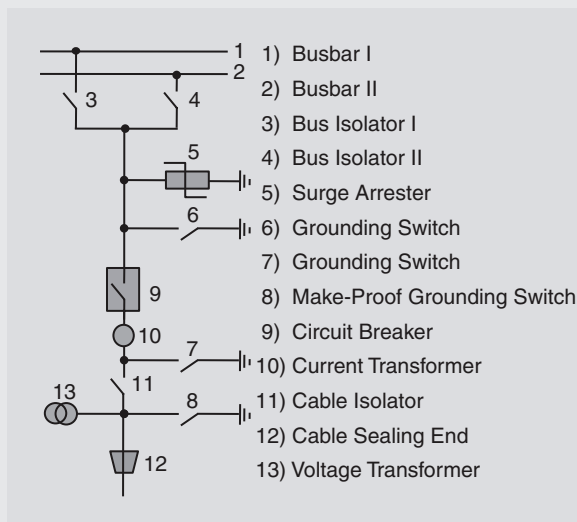 1
2
3
4
5
6
9
10
7
11
13
8
12
1) Busbar I
2) Busbar II
3) Bus Isolator I
4) Bus Isolator II
5) Surge Arrester
6) Grounding Switch
7) Grounding Switch
8) Make-Proof Grounding Switch
9) Circuit Breaker
10) Current Transformer
11) Cable Isolator
12) Cable Sealing End
13) Voltage Transformer